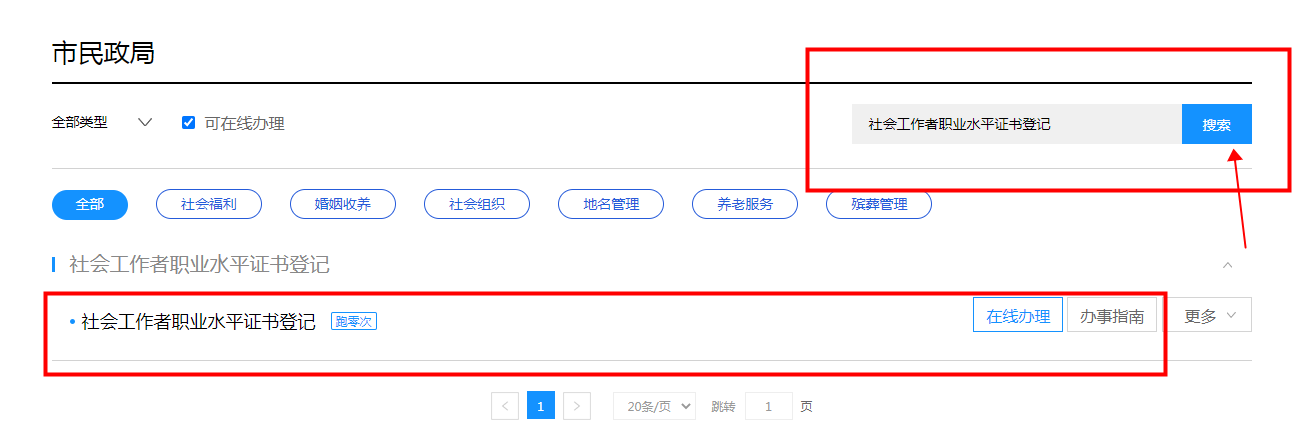 市民政局
全部类型 可在线办理 社会工作者职业水平证书登记 搜索
全部 社会福利 婚姻收养 社会组织 地名管理 养老服务 殡葬管理
社会工作者职业水平证书登记
社会工作者职业水平证书登记 跑零次 在线办理 办事指南 更多
< 1 > 20条/页 跳转 1 页